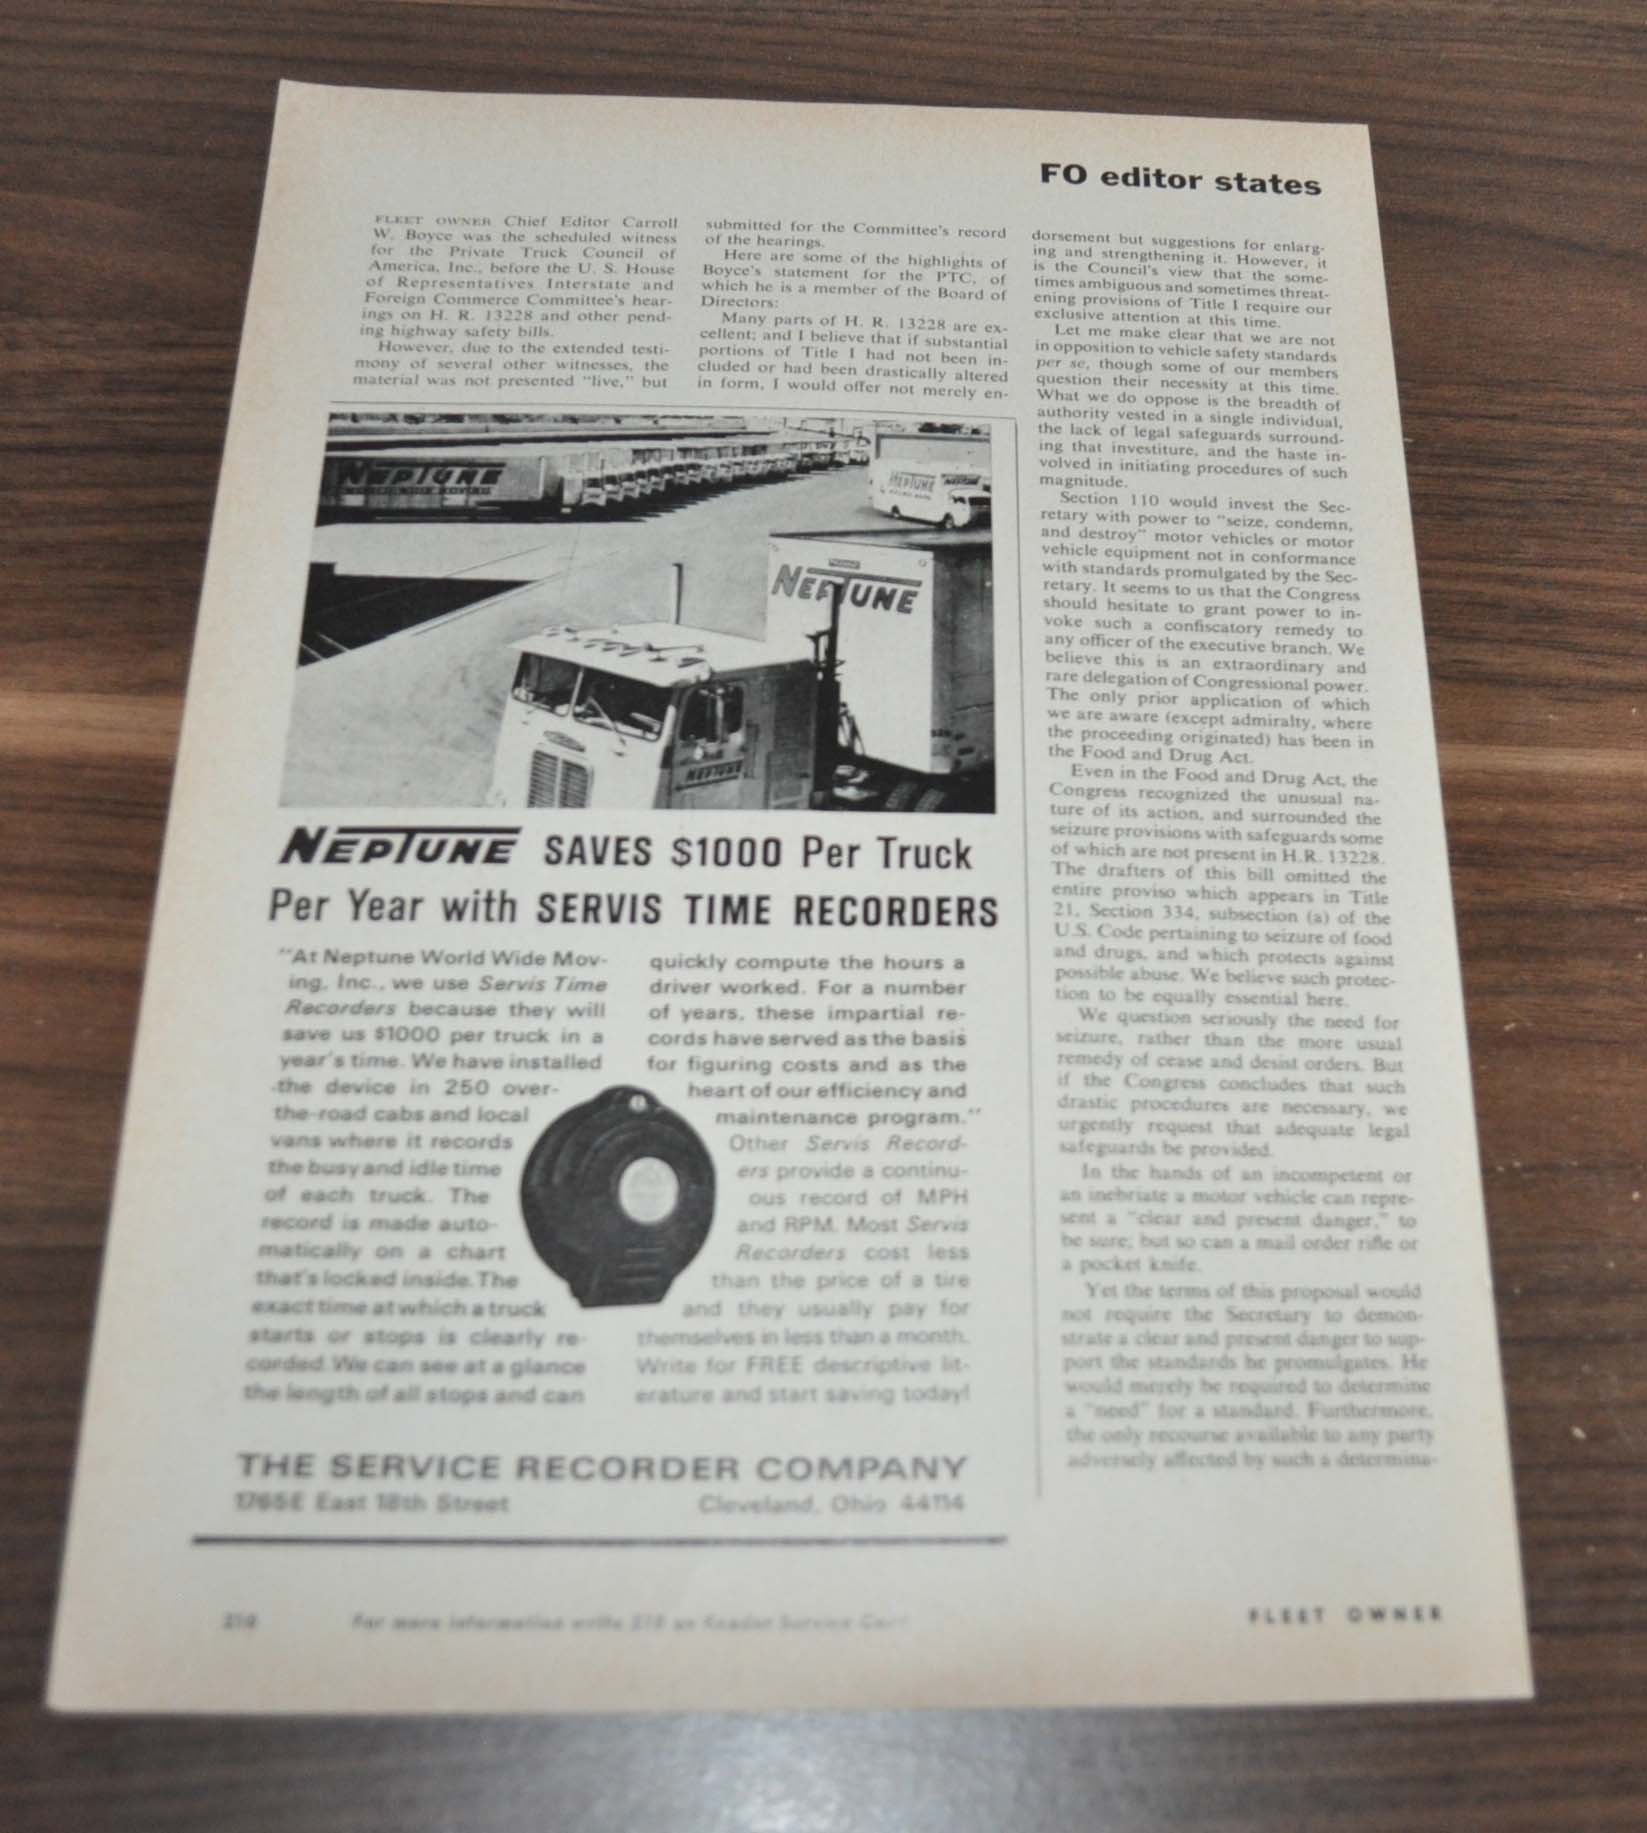 FO editor states
FLEET OWNER Chief Editor Carroll
W. Boyce was the scheduled witness
for the Private Truck Council of
America, Inc., before the U. S. House
of Representatives Interstate and
Foreign Commerce Committee's hear-
ings on H. R. 13228 and other pend-
ing highway safety bills.
However, due to the extended testi-
mony of several other witnesses, the
material was not presented "live," but
submitted for the Committee's record
of the hearings.
Here are some of the highlights of
Boyce's statement for the PTC, of
which he is a member of the Board of
Directors:
Many parts of H. R. 13228 are ex-
cellent; and I believe that if substantial
portions of Title I had not been in-
cluded or had been drastically altered
in form, I would offer not merely en-
dorsement but suggestions for enlarg-
ing and strengthening it. However, it
is the Council's view that the some-
times ambiguous and sometimes threat-
ening provisions of Title I require our
exclusive attention at this time.
Let me make clear that we are not
in opposition to vehicle safety standards
per se, though some of our members
question their necessity at this time.
What we do oppose is the breadth of
authority vested in a single individual,
the lack of legal safeguards surround-
ing that investiture, and the haste in-
volved in initiating procedures of such
magnitude.
Section 110 would invest the Sec-
retary with power to "seize, condemn,
and destroy" motor vehicles or motor
vehicle equipment not in conformance
with standards promulgated by the Sec-
retary. It seems to us that the Congress
should hesitate to grant power to in-
voke such a confiscatory remedy to
any officer of the executive branch. We
believe this is an extraordinary and
rare delegation of Congressional power.
The only prior application of which
we are aware (except admiralty, where
the proceeding originated) has been in
the Food and Drug Act.
Even in the Food and Drug Act, the
Congress recognized the unusual na-
ture of its action, and surrounded the
seizure provisions with safeguards some
of which are not present in H.R. 13228.
The drafters of this bill omitted the
entire proviso which appears in Title
21, Section 334, subsection (a) of the
U.S. Code pertaining to seizure of food
and drugs, and which protects against
possible abuse. We believe such protec-
tion to be equally essential here.
We question seriously the need for
seizure, rather than the more usual
remedy of cease and desist orders. But
if the Congress concludes that such
drastic procedures are necessary, we
urgently request that adequate legal
safeguards be provided.
In the hands of an incompetent or
an inebriate a motor vehicle can repre-
sent a "clear and present danger," to
be sure; but so can a mail order rifle or
a pocket knife.
Yet the terms of this proposal would
not require the Secretary to demon-
strate a clear and present danger to sup-
port the standards he promulgates. He
would merely be required to determine
a "need" for a standard. Furthermore,
the only recourse available to any party
adversely affected by such a determina-
NEPTUNE
NEPTUNE
NEPTUNE
NEPTUNE
NEPTUNE
NEPTUNE SAVES $1000 Per Truck
Per Year with SERVIS TIME RECORDERS
"At Neptune World Wide Mov-
ing, Inc., we use Servis Time
Recorders because they will
save us $1000 per truck in a
year's time. We have installed
the device in 250 over-
the-road cabs and local
vans where it records
the busy and idle time
of each truck. The
record is made auto-
matically on a chart
that's locked inside. The
exact time at which a truck
starts or stops is clearly re-
corded. We can see at a glance
the length of all stops and can
quickly compute the hours a
driver worked. For a number
of years, these impartial re-
cords have served as the basis
for figuring costs and as the
heart of our efficiency and
maintenance program."
Other Servis Record-
ers provide a continu-
ous record of MPH
and RPM. Most Servis
Recorders cost less
than the price of a tire
and they usually pay for
themselves in less than a month.
Write for FREE descriptive lit-
erature and start saving today!
THE SERVICE RECORDER COMPANY
1765E East 18th Street Cleveland, Ohio 44114
210 For more information write 210 on Reader Service Card
FLEET OWNER